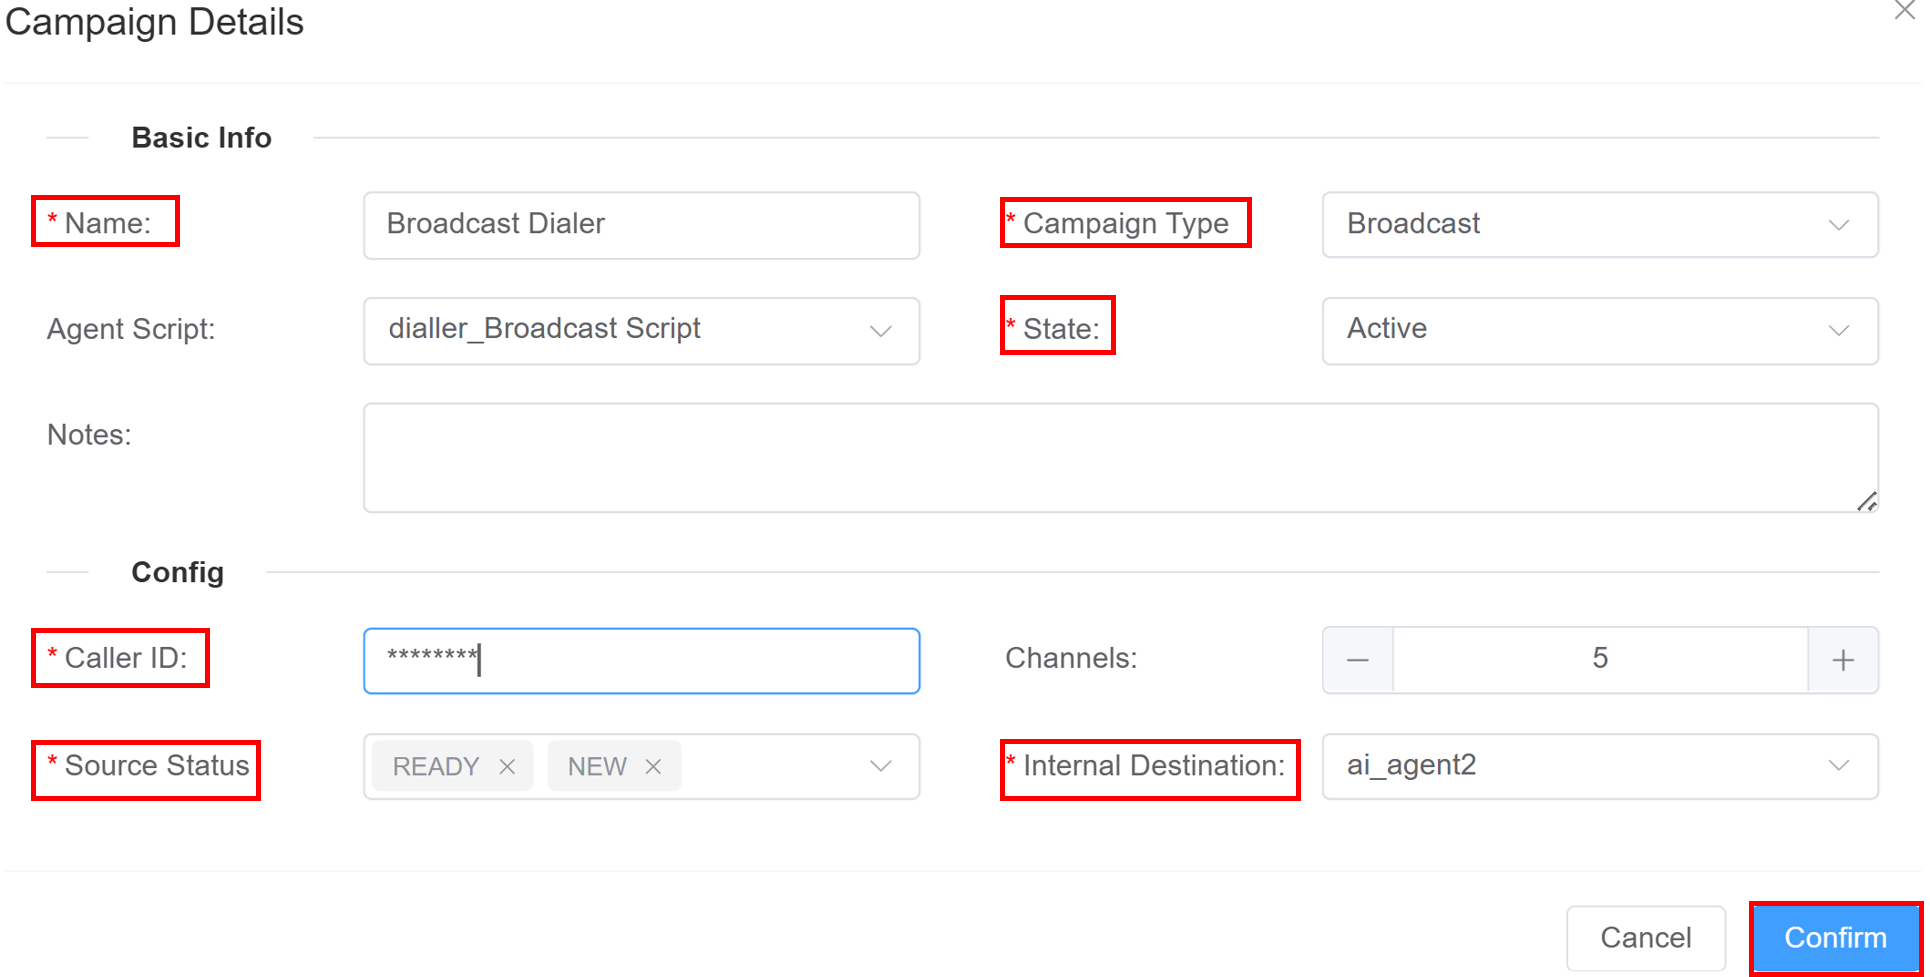 Campaign Details
Basic Info
* Name: Broadcast Dialer * Campaign Type Broadcast
Agent Script: dialler_Broadcast Script * State: Active
Notes:
Config
* Caller ID: ******** Channels: 5
* Source Status READY NEW * Internal Destination: ai_agent2
Cancel Confirm